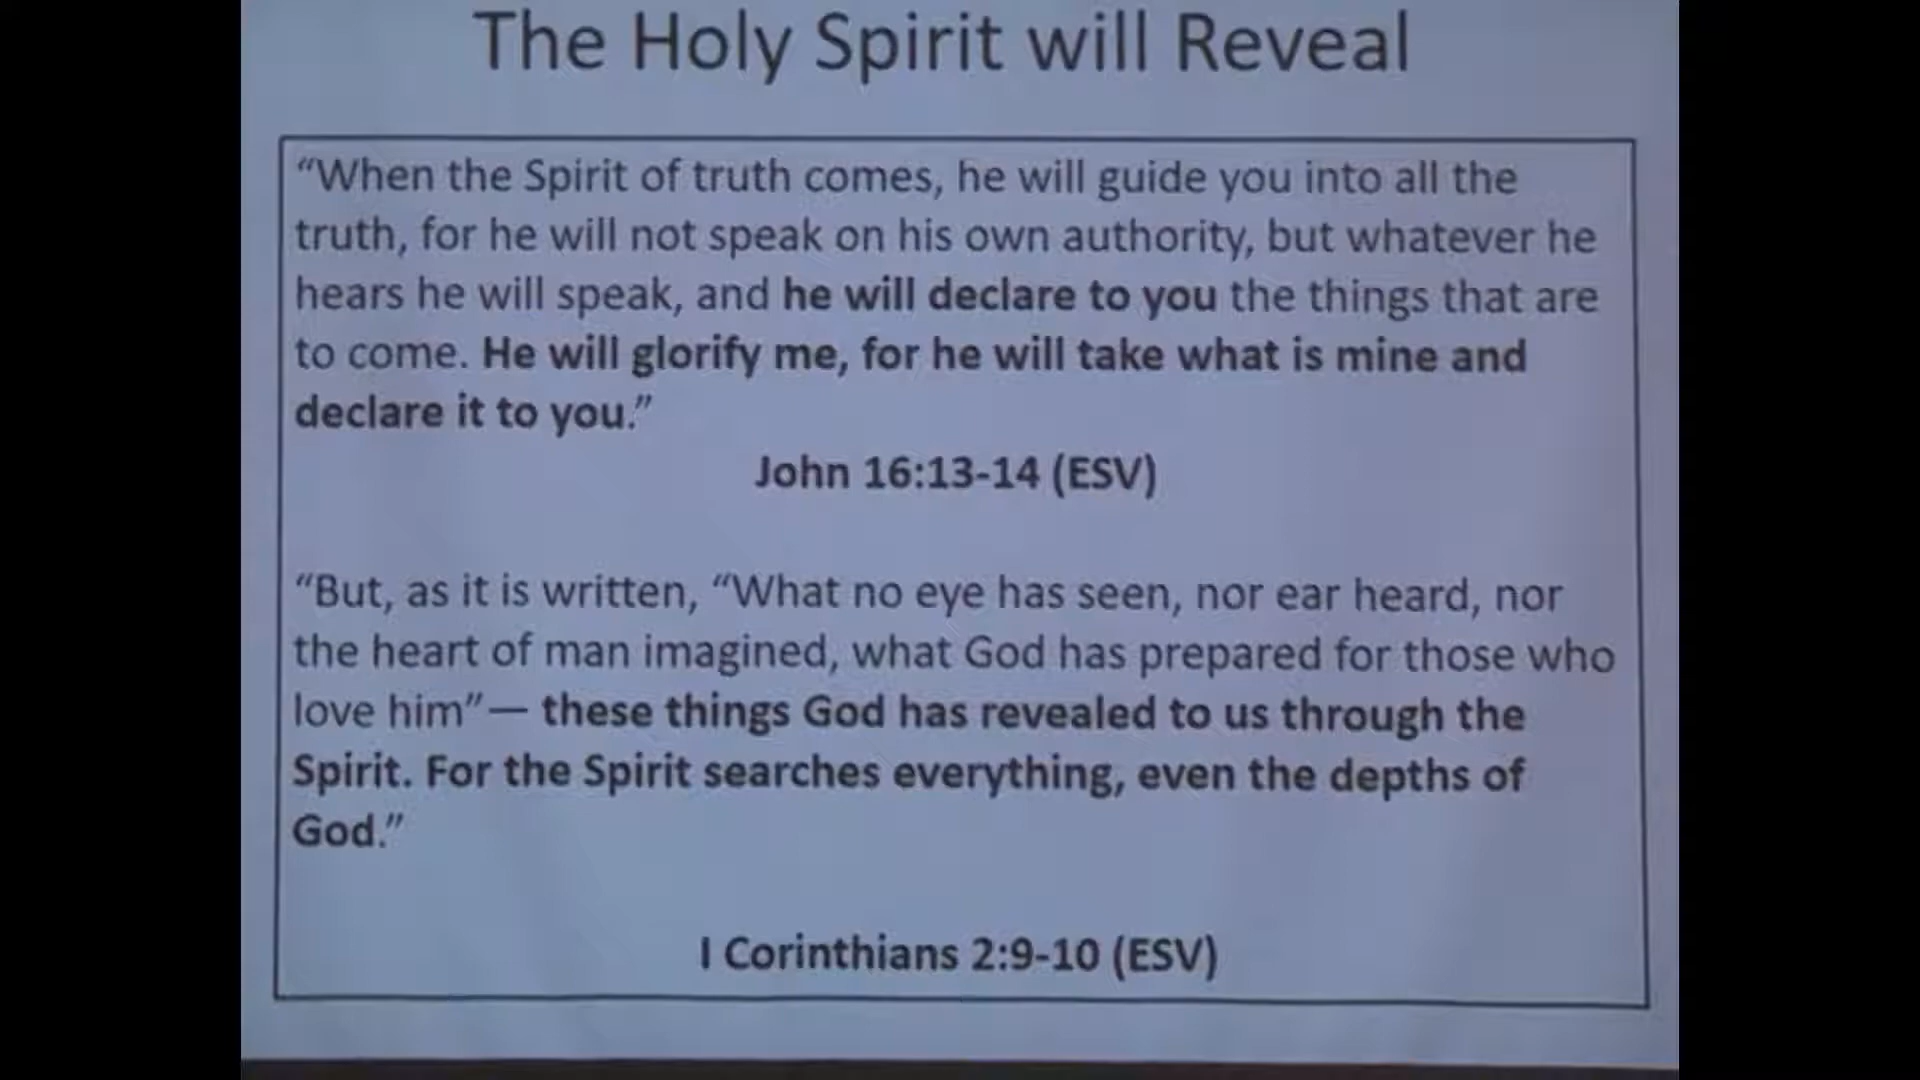 The Holy Spirit will Reveal
“When the Spirit of truth comes, he will guide you into all the
truth, for he will not speak on his own authority, but whatever he
hears he will speak, and he will declare to you the things that are
to come. He will glorify me, for he will take what is mine and
declare it to you.”
John 16:13-14 (ESV)
“But, as it is written, “What no eye has seen, nor ear heard, nor
the heart of man imagined, what God has prepared for those who
love him”— these things God has revealed to us through the
Spirit. For the Spirit searches everything, even the depths of
God.”
I Corinthians 2:9-10 (ESV)